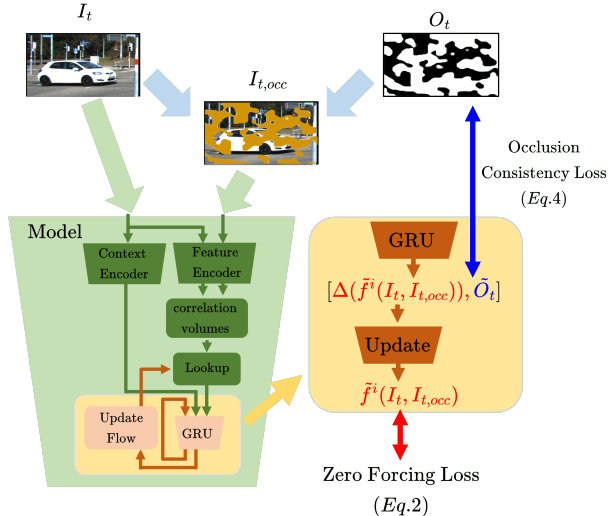 I_t
O_t
I_{t,occ}
Occlusion
Consistency Loss
(Eq.4)
Model
Context
Encoder
Feature
Encoder
correlation
volumes
Lookup
Update
Flow
GRU
GRU
[Δ(f̃^i(I_t, I_{t,occ})), Õ_t]
Update
f̃^i(I_t, I_{t,occ})
Zero Forcing Loss
(Eq.2)